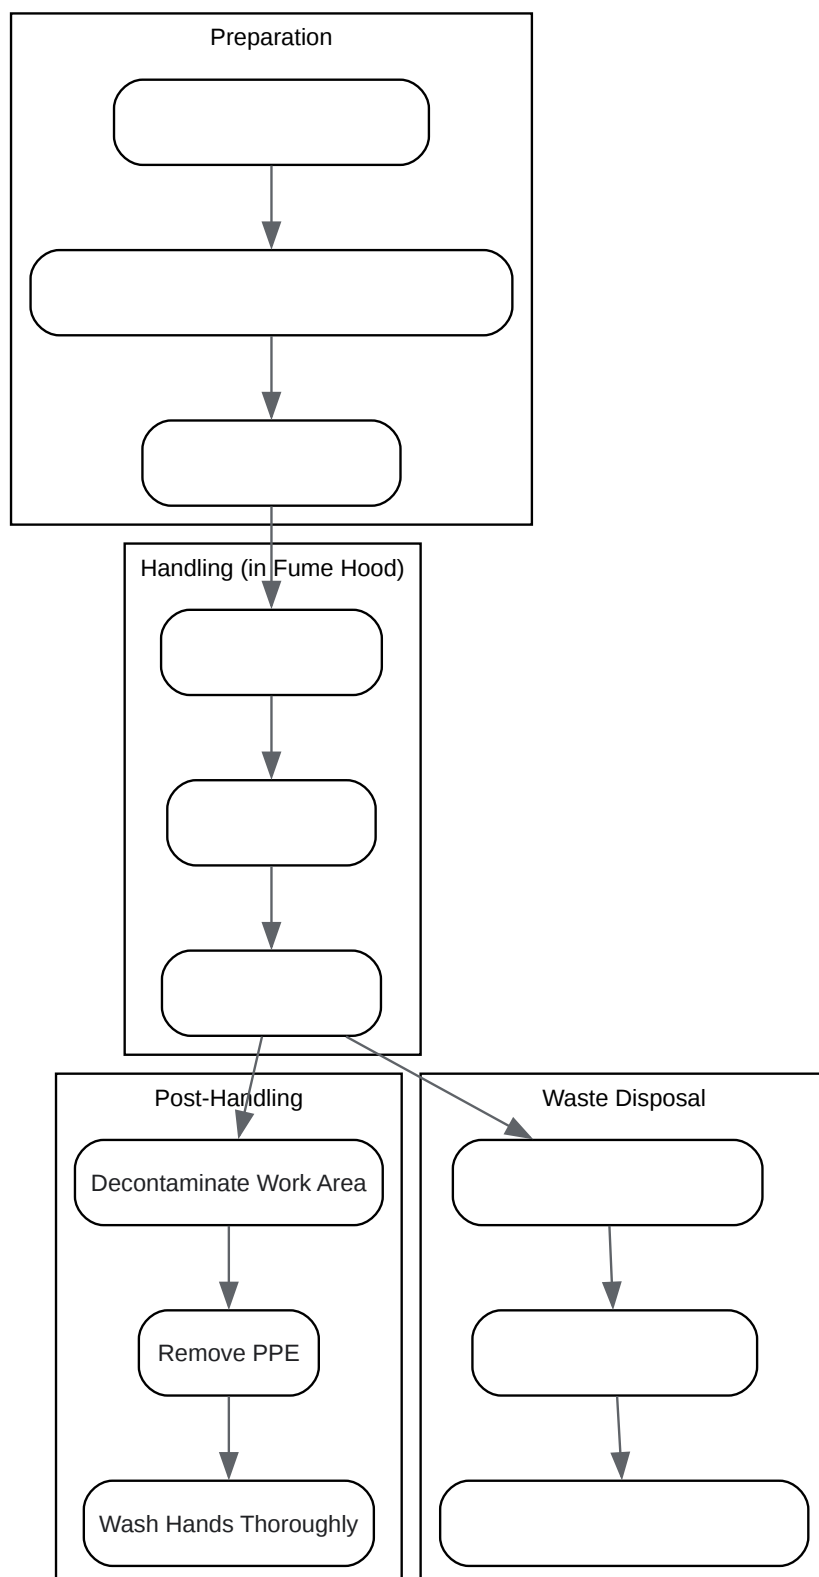 Preparation
Handling (in Fume Hood)
Post-Handling
Waste Disposal
Decontaminate Work Area
Remove PPE
Wash Hands Thoroughly